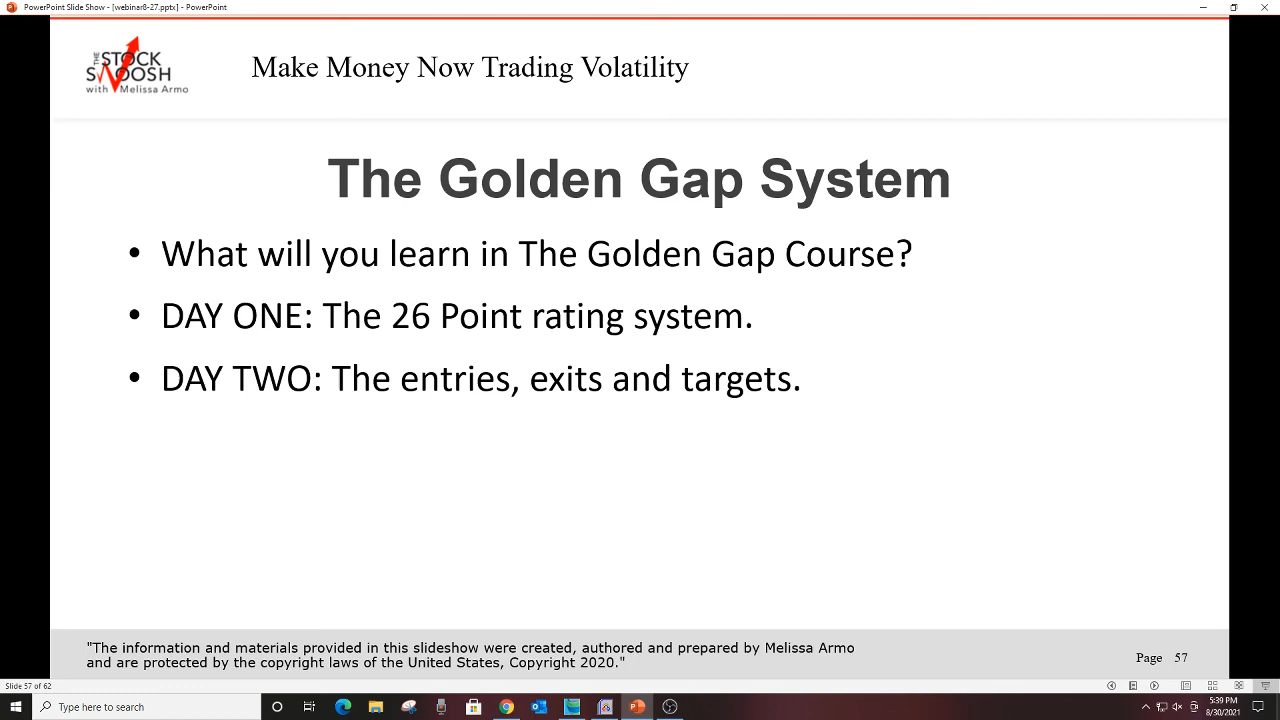 PowerPoint Slide Show - [webinar8-27.pptx] - PowerPoint
THE
STOCK
SWOOSH
with Melissa Armo
Make Money Now Trading Volatility
The Golden Gap System
• What will you learn in The Golden Gap Course?
• DAY ONE: The 26 Point rating system.
• DAY TWO: The entries, exits and targets.
"The information and materials provided in this slideshow were created, authored and prepared by Melissa Armo
and are protected by the copyright laws of the United States, Copyright 2020."
Page 57
Slide 57 of 62
Type here to search
5:39 PM
8/30/2021